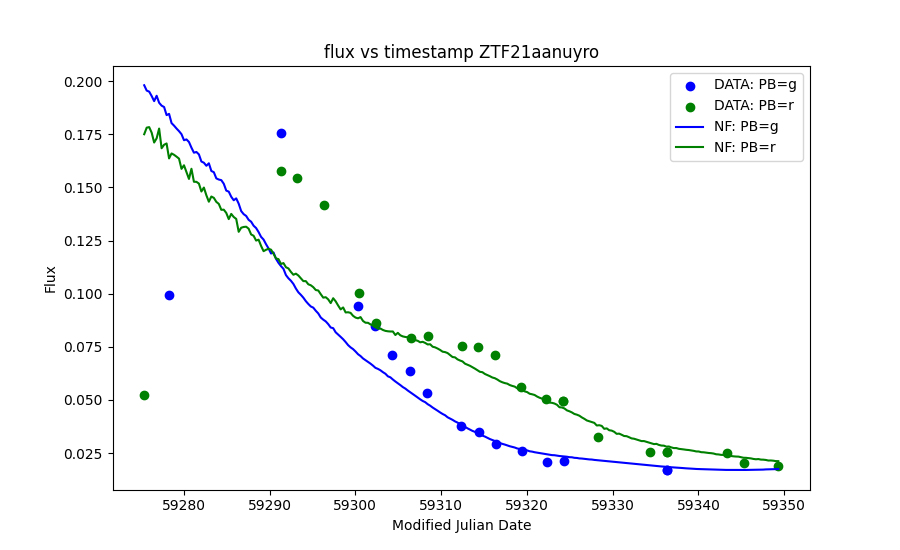 flux vs timestamp ZTF21aanuyro
DATA: PB=g
DATA: PB=r
NF: PB=g
NF: PB=r
0.200
0.175
0.150
0.125
0.100
0.075
0.050
0.025
Flux
59280 59290 59300 59310 59320 59330 59340 59350
Modified Julian Date